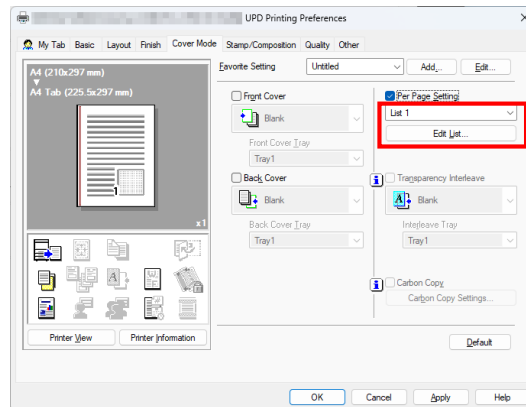 UPD Printing Preferences
My Tab Basic Layout Finish Cover Mode Stamp/Composition Quality Other
A4 (210x297 mm)
A4 Tab (225.5x297 mm)
1
x1
Printer View
Printer Information
Favorite Setting
Untitled
Add...
Edit...
Front Cover
Blank
Front Cover Tray
Tray1
Back Cover
Blank
Back Cover Tray
Tray1
Per Page Setting
List 1
Edit List...
Transparency Interleave
A
Blank
Interleave Tray
Tray1
Carbon Copy
Carbon Copy Settings...
Default
OK
Cancel
Apply
Help